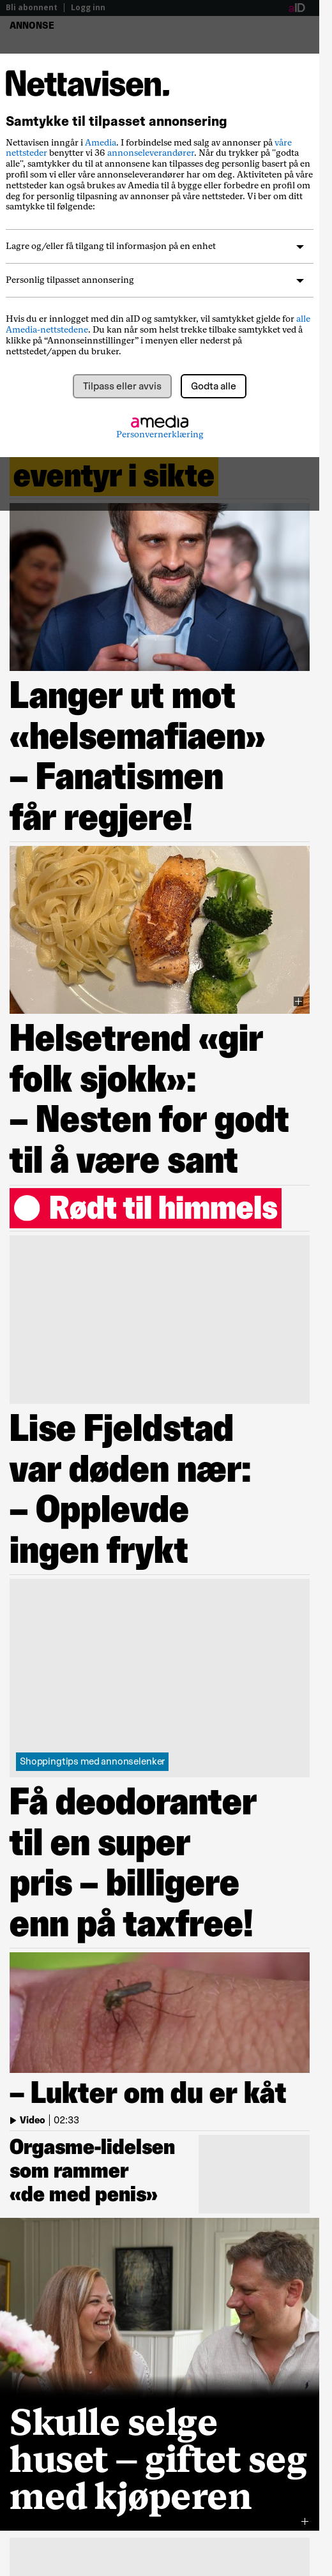 Bli abonnent | Logg inn
aID
ANNONSE
Nettavisen.
Samtykke til tilpasset annonsering
Nettavisen inngår i Amedia. I forbindelse med salg av annonser på våre
nettsteder benytter vi 36 annonseleverandører. Når du trykker på "godta
alle", samtykker du til at annonsene kan tilpasses deg personlig basert på en
profil som vi eller våre annonseleverandører har om deg. Aktiviteten på våre
nettsteder kan også brukes av Amedia til å bygge eller forbedre en profil om
deg for personlig tilpasning av annonser på våre nettsteder. Vi ber om ditt
samtykke til følgende:
Lagre og/eller få tilgang til informasjon på en enhet
Personlig tilpasset annonsering
Hvis du er innlogget med din aID og samtykker, vil samtykket gjelde for alle
Amedia-nettstedene. Du kan når som helst trekke tilbake samtykket ved å
klikke på “Annonseinnstillinger” i menyen eller nederst på
nettstedet/appen du bruker.
Tilpass eller avvis
Godta alle
amedia
Personvernerklæring
eventyr i sikte
Langer ut mot
«helsemafiaen»
– Fanatismen
får regjere!
Helsetrend «gir
folk sjokk»:
– Nesten for godt
til å være sant
Rødt til himmels
Lise Fjeldstad
var døden nær:
– Opplevde
ingen frykt
Shoppingtips med annonselenker
Få deodoranter
til en super
pris – billigere
enn på taxfree!
– Lukter om du er kåt
Video | 02:33
Orgasme-lidelsen
som rammer
«de med penis»
Skulle selge
huset – giftet seg
med kjøperen